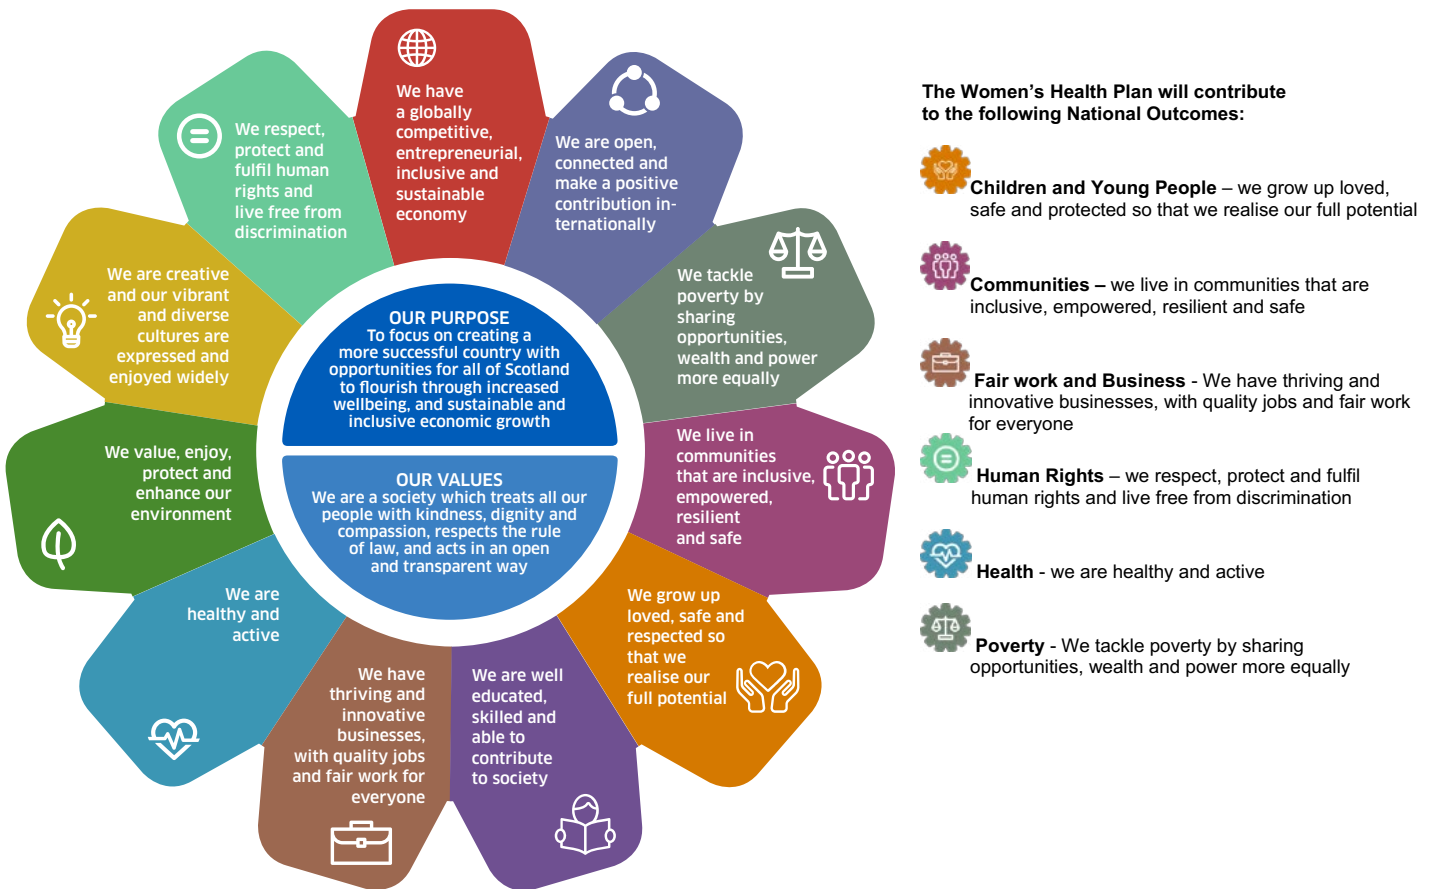 We have
a globally
competitive,
entrepreneurial,
inclusive and
sustainable
economy
We are open,
connected and
make a positive
contribution in-
ternationally
We tackle
poverty by
sharing
opportunities,
wealth and power
more equally
We live in
communities
that are inclusive,
empowered,
resilient
and safe
We grow up
loved, safe and
respected so
that we
realise our
full potential
We are well
educated,
skilled and
able to
contribute
to society
We have
thriving and
innovative
businesses,
with quality jobs
and fair work for
everyone
We are
healthy and
active
We value, enjoy,
protect and
enhance our
environment
We are creative
and our vibrant
and diverse
cultures are
expressed and
enjoyed widely
We respect,
protect and
fulfil human
rights and
live free from
discrimination
OUR PURPOSE
To focus on creating a
more successful country with
opportunities for all of Scotland
to flourish through increased
wellbeing, and sustainable and
inclusive economic growth
OUR VALUES
We are a society which treats all our
people with kindness, dignity and
compassion, respects the rule
of law, and acts in an open
and transparent way
The Women's Health Plan will contribute
to the following National Outcomes:
Children and Young People – we grow up loved,
safe and protected so that we realise our full potential
Communities – we live in communities that are
inclusive, empowered, resilient and safe
Fair work and Business - We have thriving and
innovative businesses, with quality jobs and fair work
for everyone
Human Rights – we respect, protect and fulfil
human rights and live free from discrimination
Health - we are healthy and active
Poverty - We tackle poverty by sharing
opportunities, wealth and power more equally